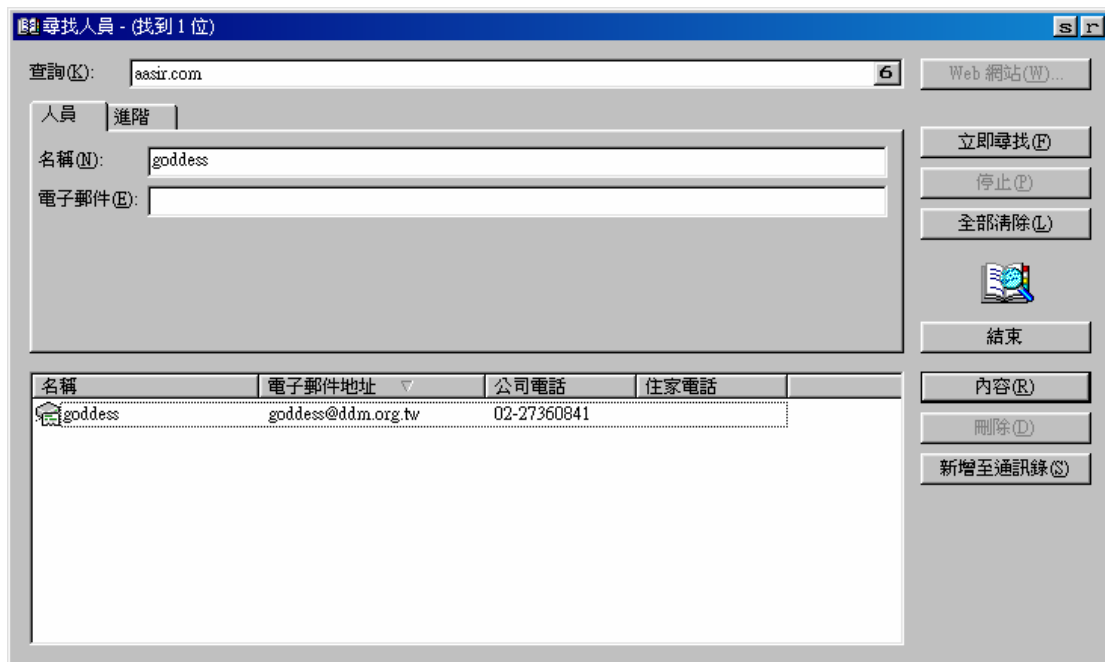 尋找人員 - (找到 1 位) s r
查詢(K): aasir.com 6
Web 網站(W)...
人員 進階
名稱(N): goddess
電子郵件(E):
立即尋找(F)
停止(P)
全部清除(L)
結束
名稱 電子郵件地址 公司電話 住家電話
goddess goddess@ddm.org.tw 02-27360841
內容(R)
刪除(D)
新增至通訊錄(S)